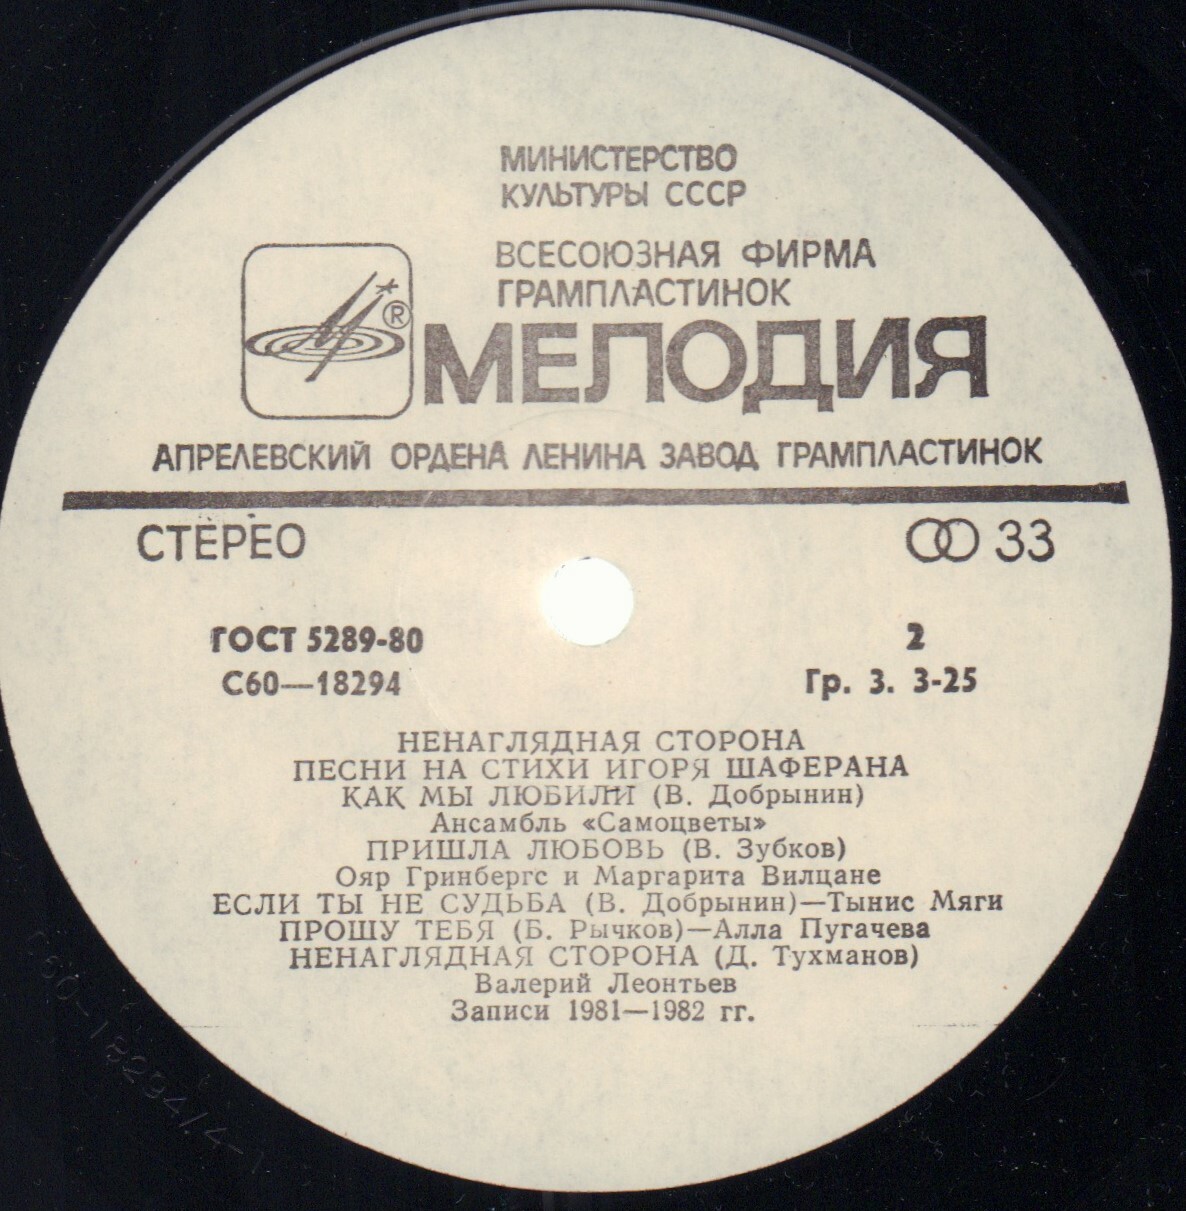 МИНИСТЕРСТВО
КУЛЬТУРЫ СССР
ВСЕСОЮЗНАЯ ФИРМА
ГРАМПЛАСТИНОК
®
МЕЛОДИЯ
АПРЕЛЕВСКИЙ ОРДЕНА ЛЕНИНА ЗАВОД ГРАМПЛАСТИНОК
СТЕРЕО 33
ГОСТ 5289-80 2
С60—18294 Гр. 3. 3-25
НЕНАГЛЯДНАЯ СТОРОНА
ПЕСНИ НА СТИХИ ИГОРЯ ШАФЕРАНА
КАК МЫ ЛЮБИЛИ (В. Добрынин)
Ансамбль «Самоцветы»
ПРИШЛА ЛЮБОВЬ (В. Зубков)
Ояр Гринбергс и Маргарита Вилцане
ЕСЛИ ТЫ НЕ СУДЬБА (В. Добрынин)—Тынис Мяги
ПРОШУ ТЕБЯ (Б. Рычков)—Алла Пугачева
НЕНАГЛЯДНАЯ СТОРОНА (Д. Тухманов)
Валерий Леонтьев
Записи 1981—1982 гг.